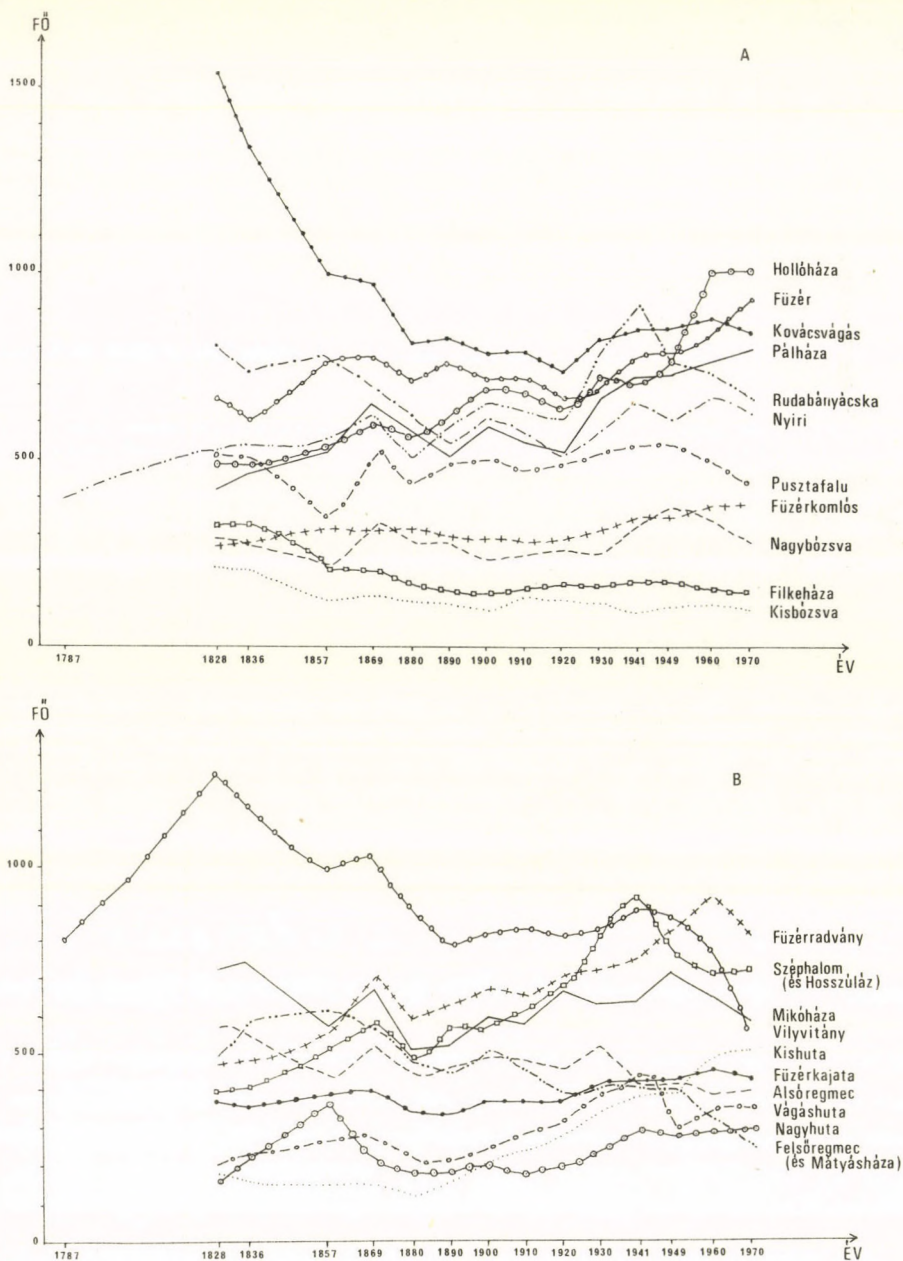 FŐ
A
1500
1000
500
0
Hollóháza
Füzér
Kovácsvágás
Pálháza
Rudabányácska
Nyiri
Pusztafalu
Füzérkomlós
Nagybózsva
Filkeháza
Kisbózsva
1787 1828 1836 1857 1869 1880 1890 1900 1910 1920 1930 1941 1949 1960 1970
ÉV
FŐ
B
1000
500
0
Füzérradvány
Széphalom
(és Hosszúláz)
Mikóháza
Vilyvitány
Kishuta
Füzérkajata
Alsóregmec
Vágáshuta
Nagyhuta
Felsőregmec
(és Mátyásháza)
1787 1828 1836 1857 1869 1880 1890 1900 1910 1920 1930 1941 1949 1960 1970
ÉV